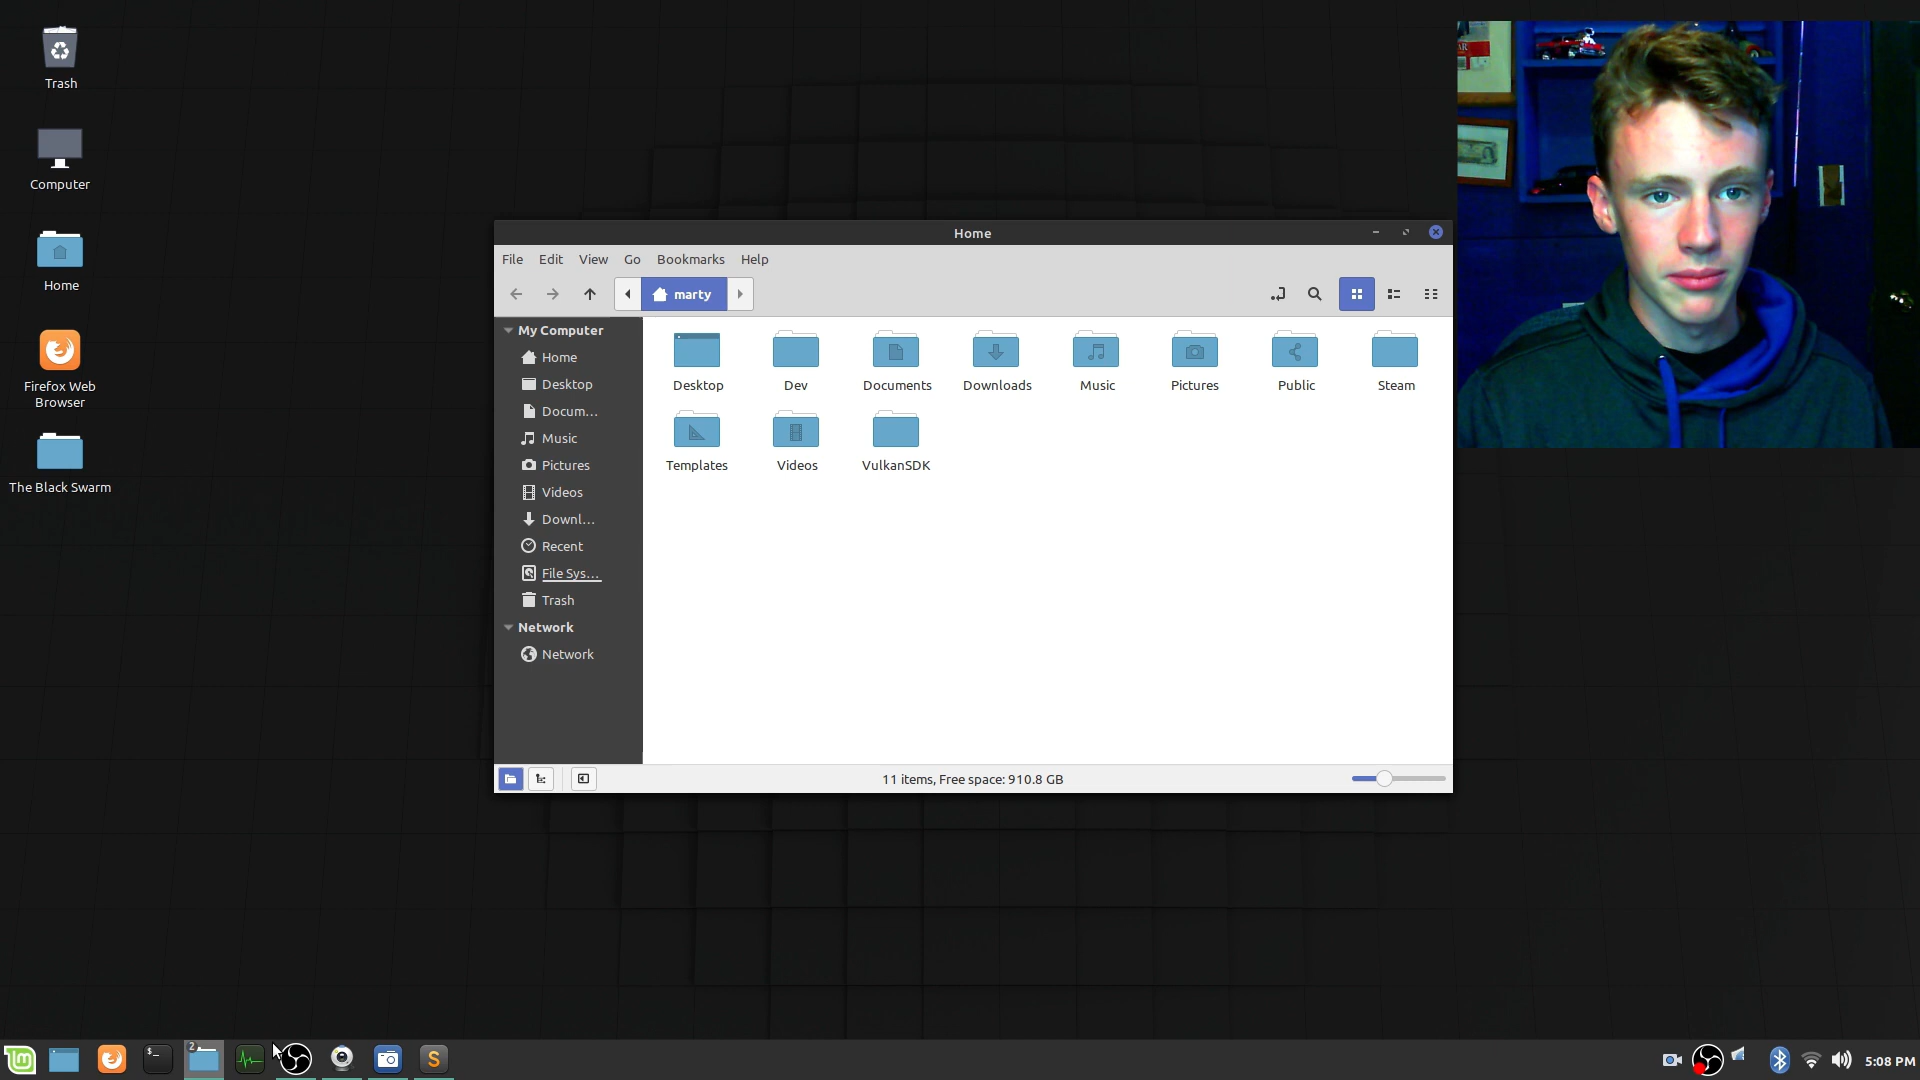 Trash
Computer
Home
Firefox Web
Browser
The Black Swarm
Home
File Edit View Go Bookmarks Help
marty
My Computer
Home
Desktop
Docum...
Music
Pictures
Videos
Downl...
Recent
File Sys...
Trash
Network
Network
Desktop Dev Documents Downloads Music Pictures Public Steam
Templates Videos VulkanSDK
11 items, Free space: 910.8 GB
$_
2
S
5:08 PM